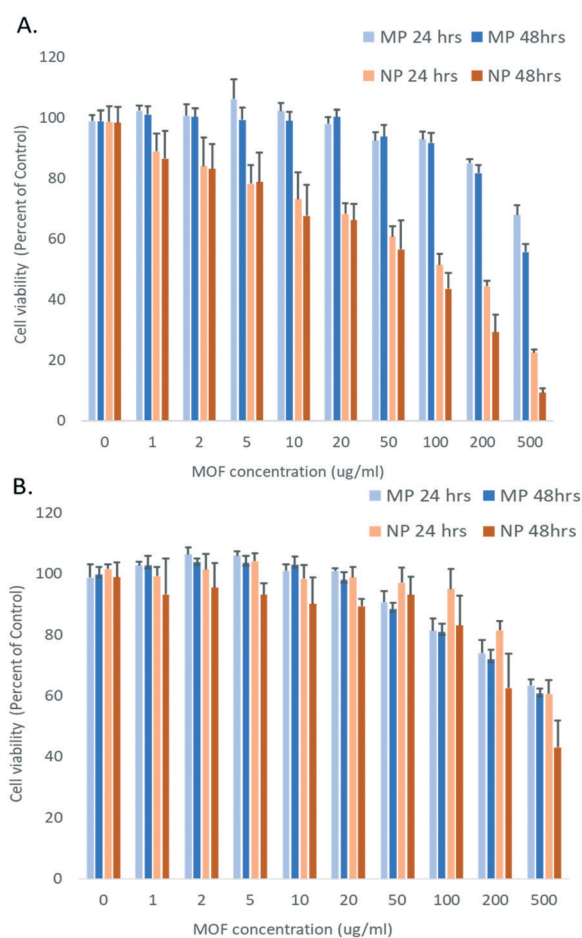 A.
MP 24 hrs MP 48hrs
NP 24 hrs NP 48hrs
120
100
80
60
40
20
0
Cell viability (Percent of Control)
0 1 2 5 10 20 50 100 200 500
MOF concentration (ug/ml)
B.
MP 24 hrs MP 48hrs
NP 24 hrs NP 48hrs
120
100
80
60
40
20
0
Cell viability (Percent of Control)
0 1 2 5 10 20 50 100 200 500
MOF concentration (ug/ml)